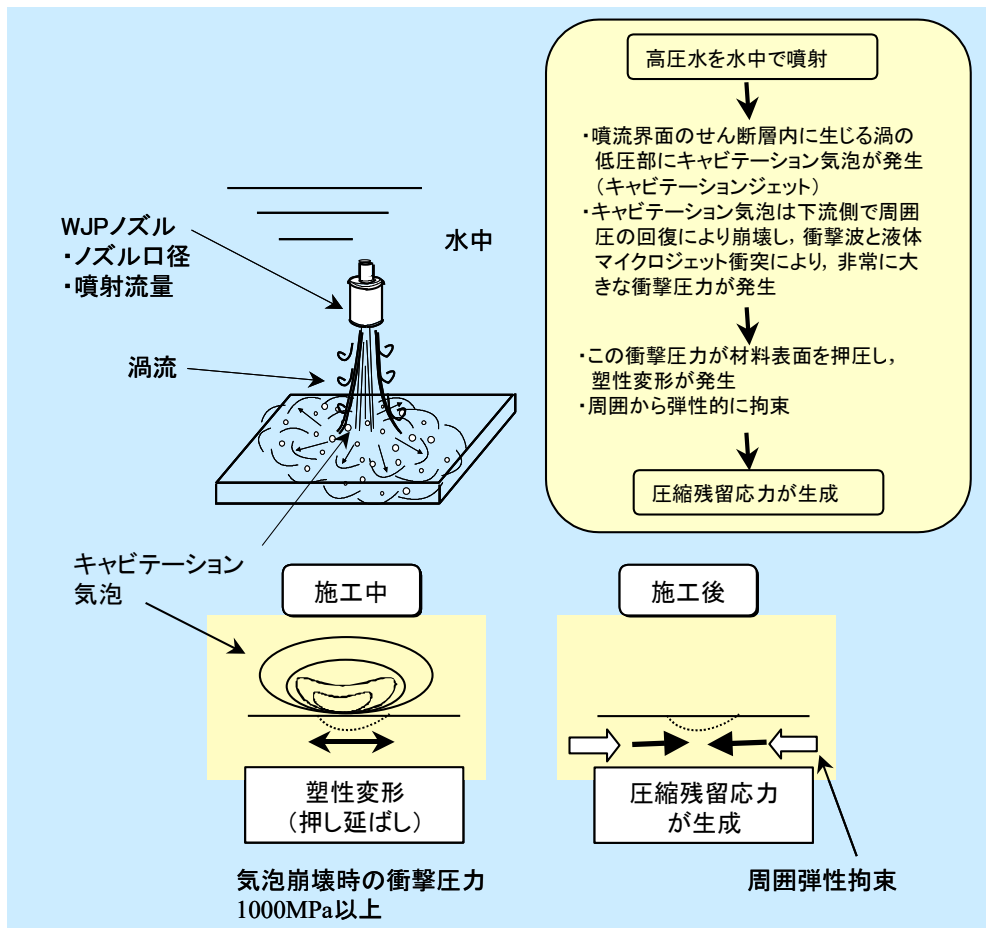 高圧水を水中で噴射
・噴流界面のせん断層内に生じる渦の
低圧部にキャビテーション気泡が発生
（キャビテーションジェット）
・キャビテーション気泡は下流側で周囲
圧の回復により崩壊し，衝撃波と液体
マイクロジェット衝突により，非常に大
きな衝撃圧力が発生
・この衝撃圧力が材料表面を押圧し，
塑性変形が発生
・周囲から弾性的に拘束
圧縮残留応力が生成
WJPノズル
・ノズル口径
・噴射流量
水中
渦流
キャビテーション
気泡
施工中
施工後
塑性変形
（押し延ばし）
圧縮残留応力
が生成
気泡崩壊時の衝撃圧力
1000MPa以上
周囲弾性拘束